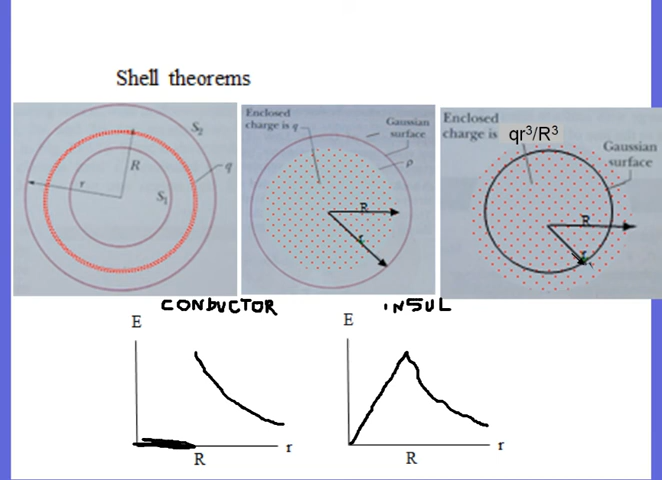 Shell theorems
S₂
q
R
r
S₁
Enclosed
charge is q
Gaussian
surface
ρ
R
r
Enclosed
charge is qr³/R³
Gaussian
surface
R
r
CONDUCTOR
INSUL
E
r
R
E
r
R